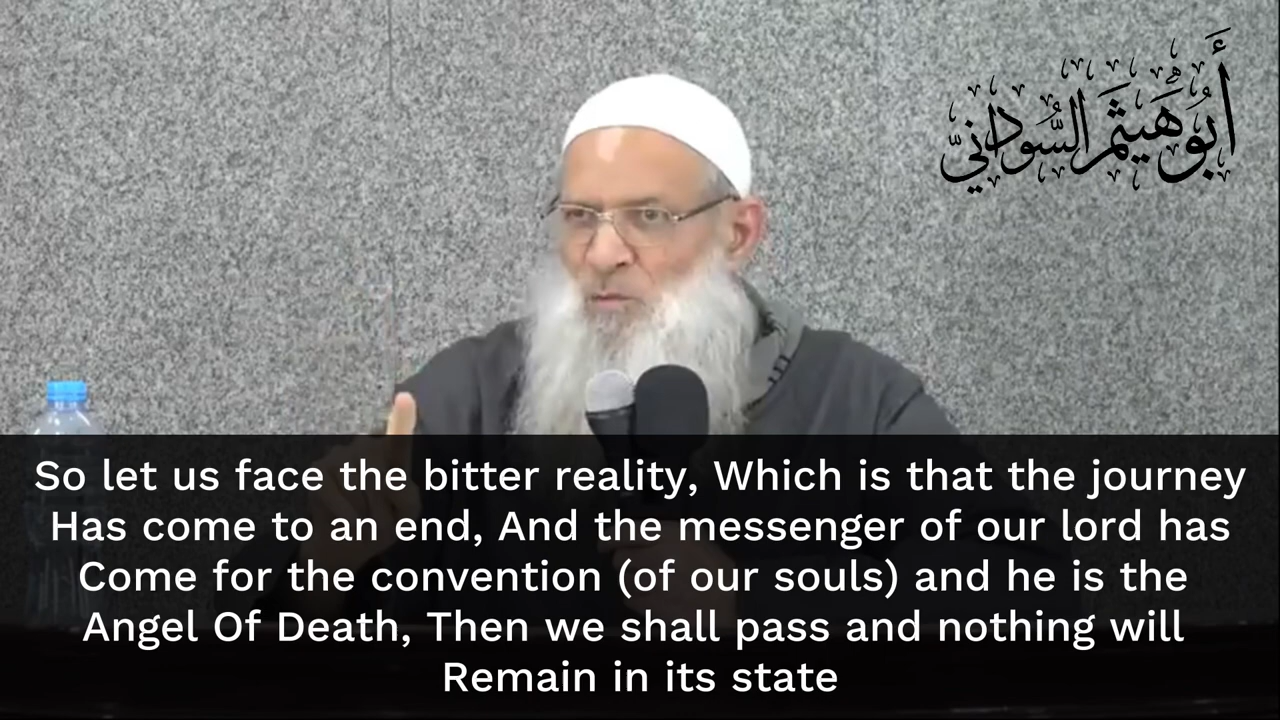 أَبُو هَيْثَمِ السُّودَانِيِّ
So let us face the bitter reality, Which is that the journey
Has come to an end, And the messenger of our lord has
Come for the convention (of our souls) and he is the
Angel Of Death, Then we shall pass and nothing will
Remain in its state